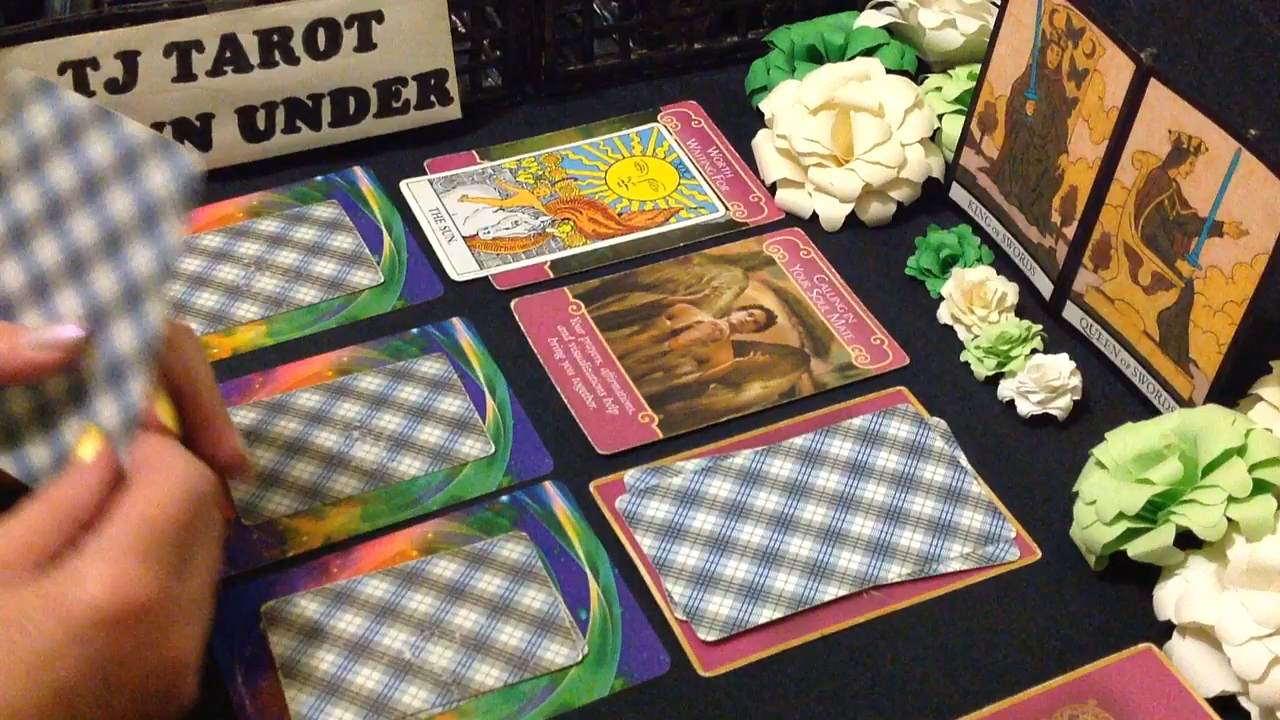 TJ TAROT
WN UNDER
WORTH
WAITING FOR
THE SUN.
CALLING IN
YOUR SOUL MATE
Your prayers, affirmations,
and visualizations help
bring you together.
KING OF SWORDS
QUEEN OF SWORDS